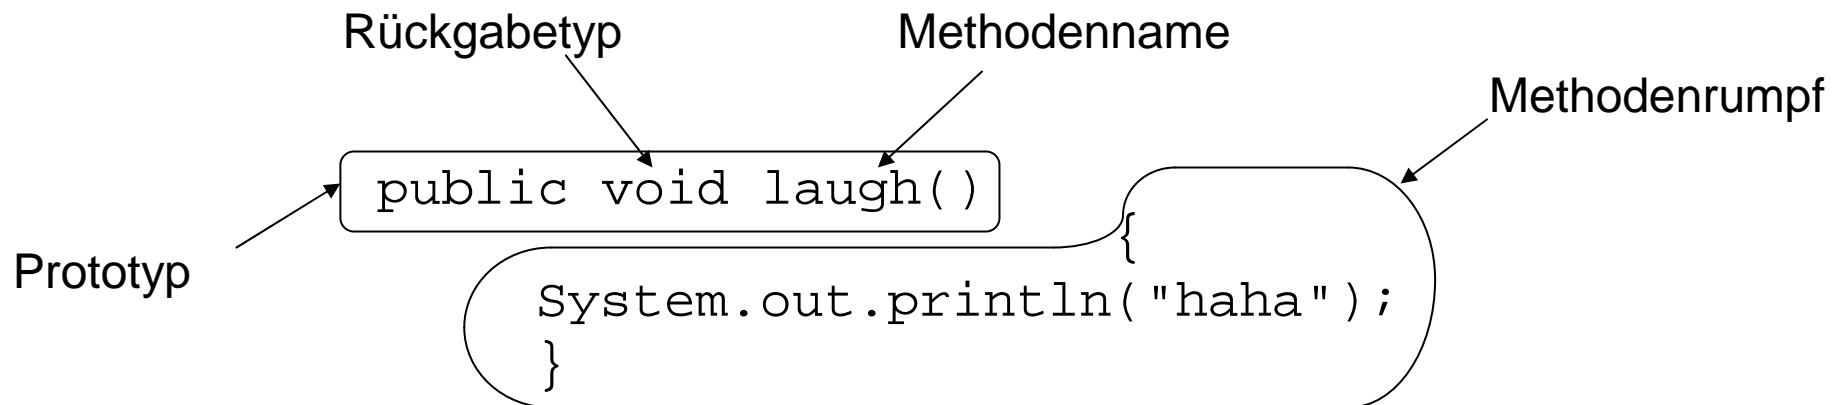 Rückgabetyp Methodenname
Methodenrumpf
public void laugh()
{
Prototyp
System.out.println("haha");
}